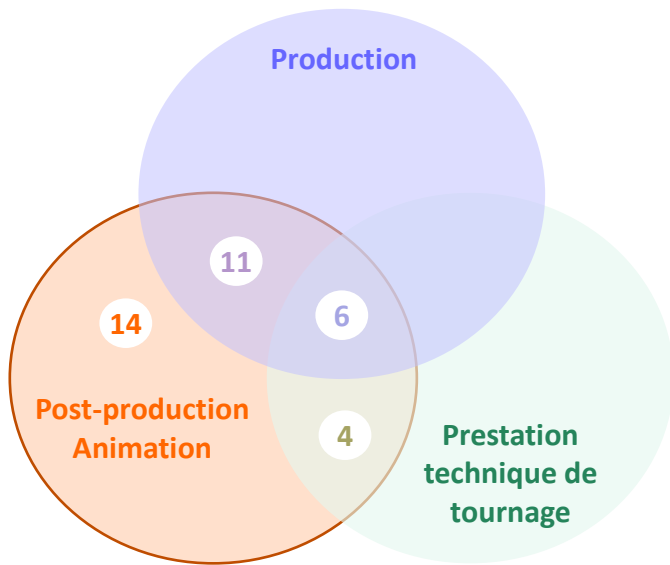 Production
11
6
14
Post-production
Animation
4
Prestation
technique de
tournage